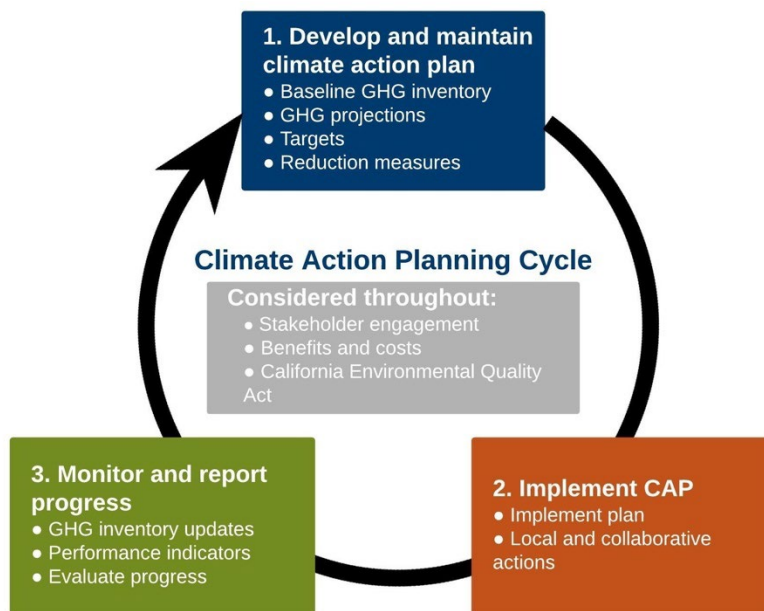 1. Develop and maintain
climate action plan
● Baseline GHG inventory
● GHG projections
● Targets
● Reduction measures
Climate Action Planning Cycle
Considered throughout:
● Stakeholder engagement
● Benefits and costs
● California Environmental Quality
Act
3. Monitor and report
progress
● GHG inventory updates
● Performance indicators
● Evaluate progress
2. Implement CAP
● Implement plan
● Local and collaborative
actions